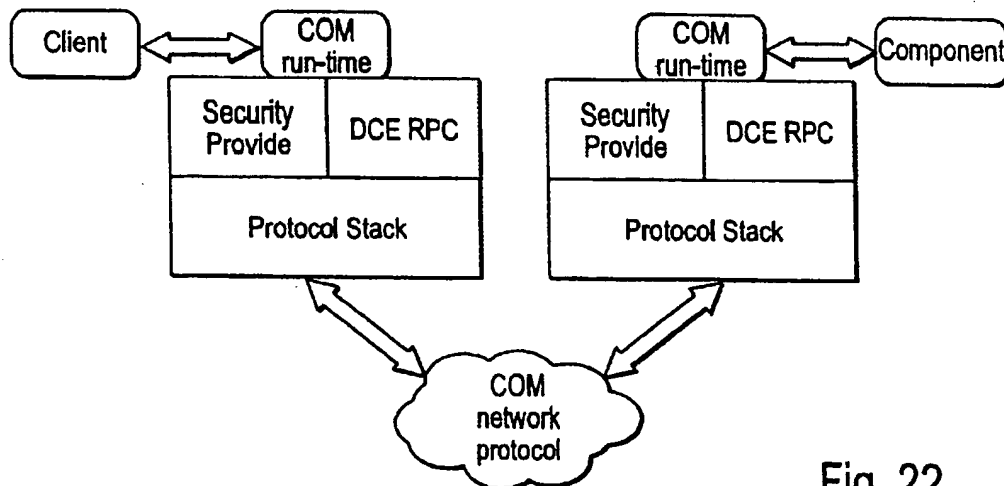 Client
COM
run-time
COM
run-time
Component
Security
Provide
DCE RPC
Security
Provide
DCE RPC
Protocol Stack
Protocol Stack
COM
network
protocol
Fig. 22